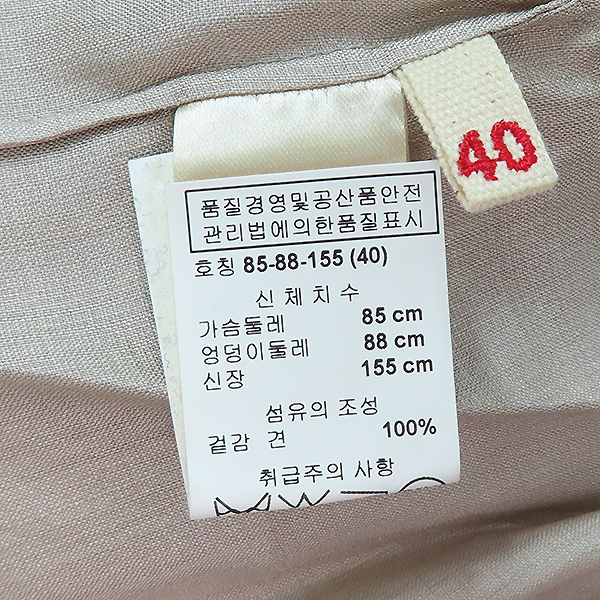 40
품질경영및공산품안전
관리법에의한품질표시
호칭 85-88-155 (40)
신 체 치 수
가슴둘레 85 cm
엉덩이둘레 88 cm
신장 155 cm
섬유의 조성
겉감 견 100%
취급주의 사항